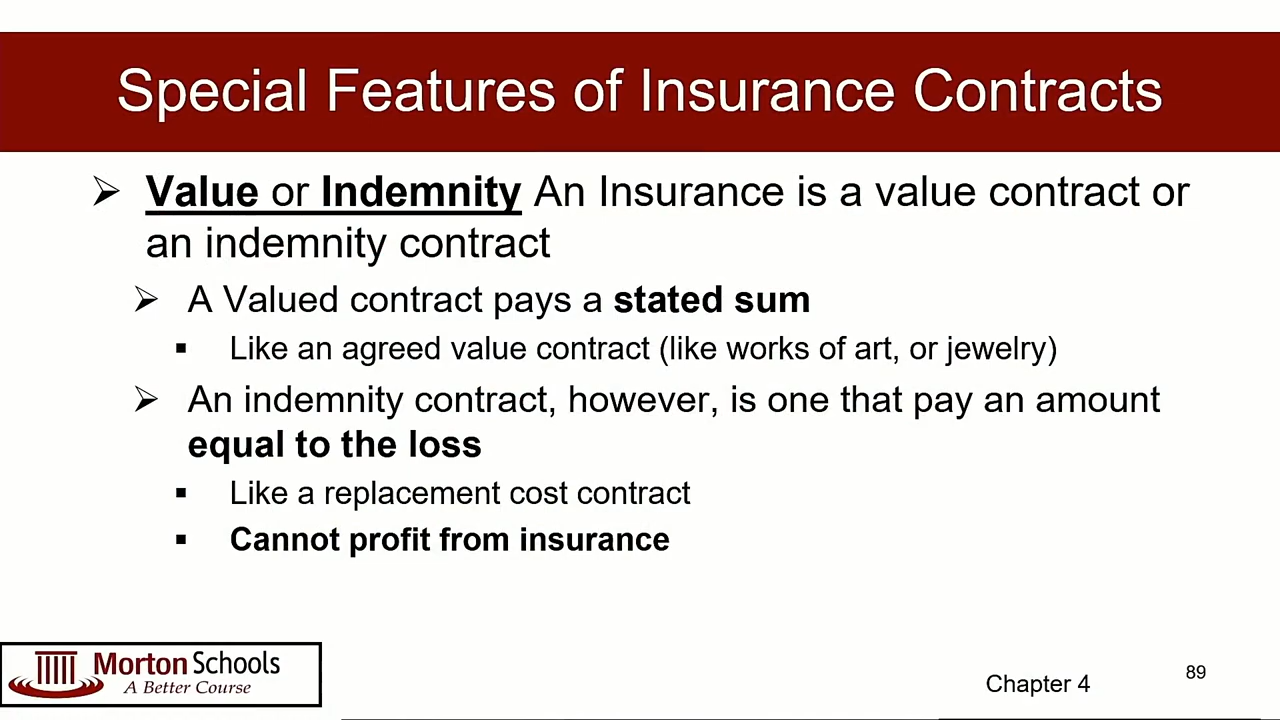 Special Features of Insurance Contracts
Value or Indemnity An Insurance is a value contract or
an indemnity contract
A Valued contract pays a stated sum
Like an agreed value contract (like works of art, or jewelry)
An indemnity contract, however, is one that pay an amount
equal to the loss
Like a replacement cost contract
Cannot profit from insurance
Morton Schools
A Better Course
Chapter 4
89